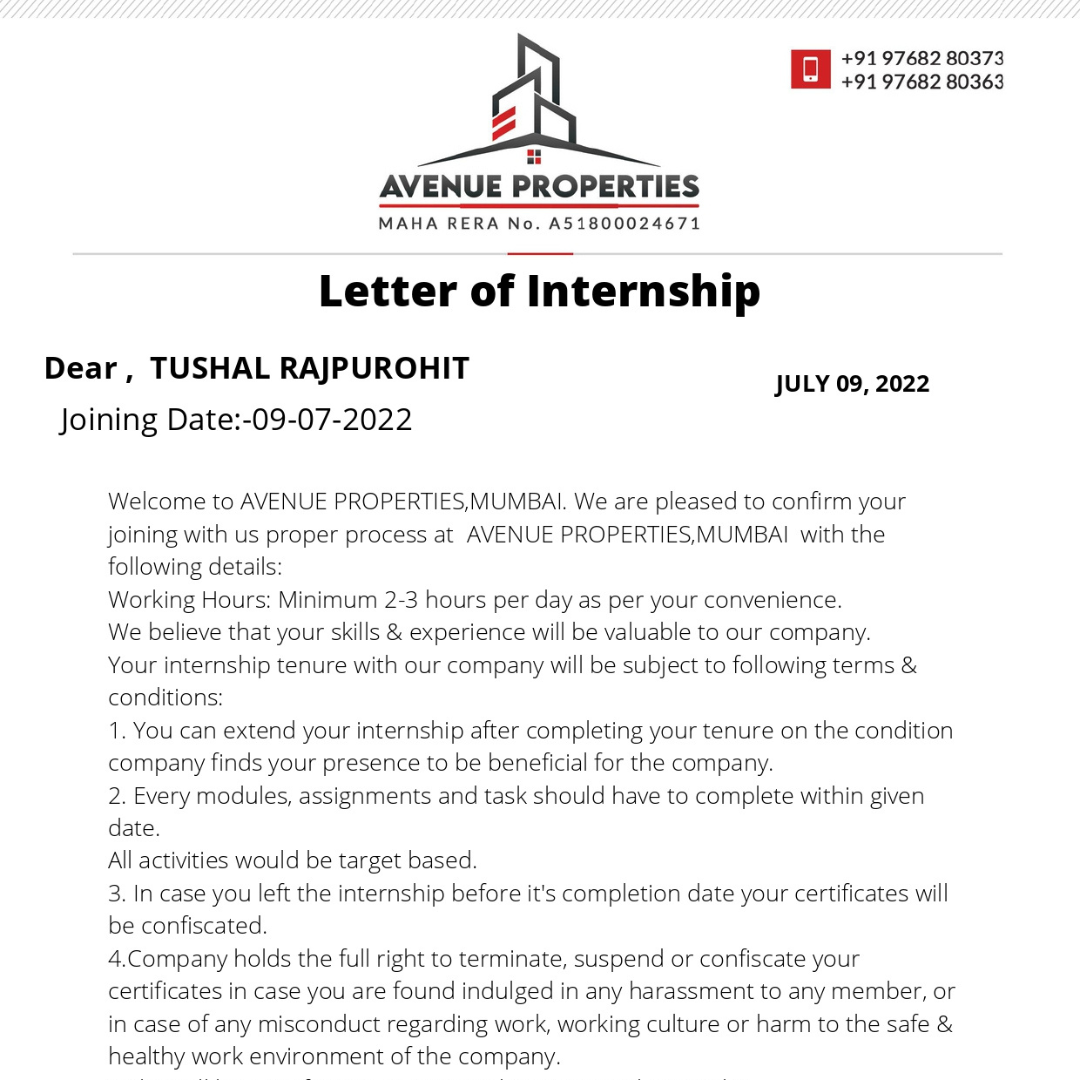 +91 97682 80373
+91 97682 80363
AVENUE PROPERTIES
MAHA RERA No. A51800024671
Letter of Internship
Dear ,  TUSHAL RAJPUROHIT
JULY 09, 2022
Joining Date:-09-07-2022
Welcome to AVENUE PROPERTIES,MUMBAI. We are pleased to confirm your
joining with us proper process at  AVENUE PROPERTIES,MUMBAI  with the
following details:
Working Hours: Minimum 2-3 hours per day as per your convenience.
We believe that your skills & experience will be valuable to our company.
Your internship tenure with our company will be subject to following terms &
conditions:
1. You can extend your internship after completing your tenure on the condition
company finds your presence to be beneficial for the company.
2. Every modules, assignments and task should have to complete within given
date.
All activities would be target based.
3. In case you left the internship before it's completion date your certificates will
be confiscated.
4.Company holds the full right to terminate, suspend or confiscate your
certificates in case you are found indulged in any harassment to any member, or
in case of any misconduct regarding work, working culture or harm to the safe &
healthy work environment of the company.